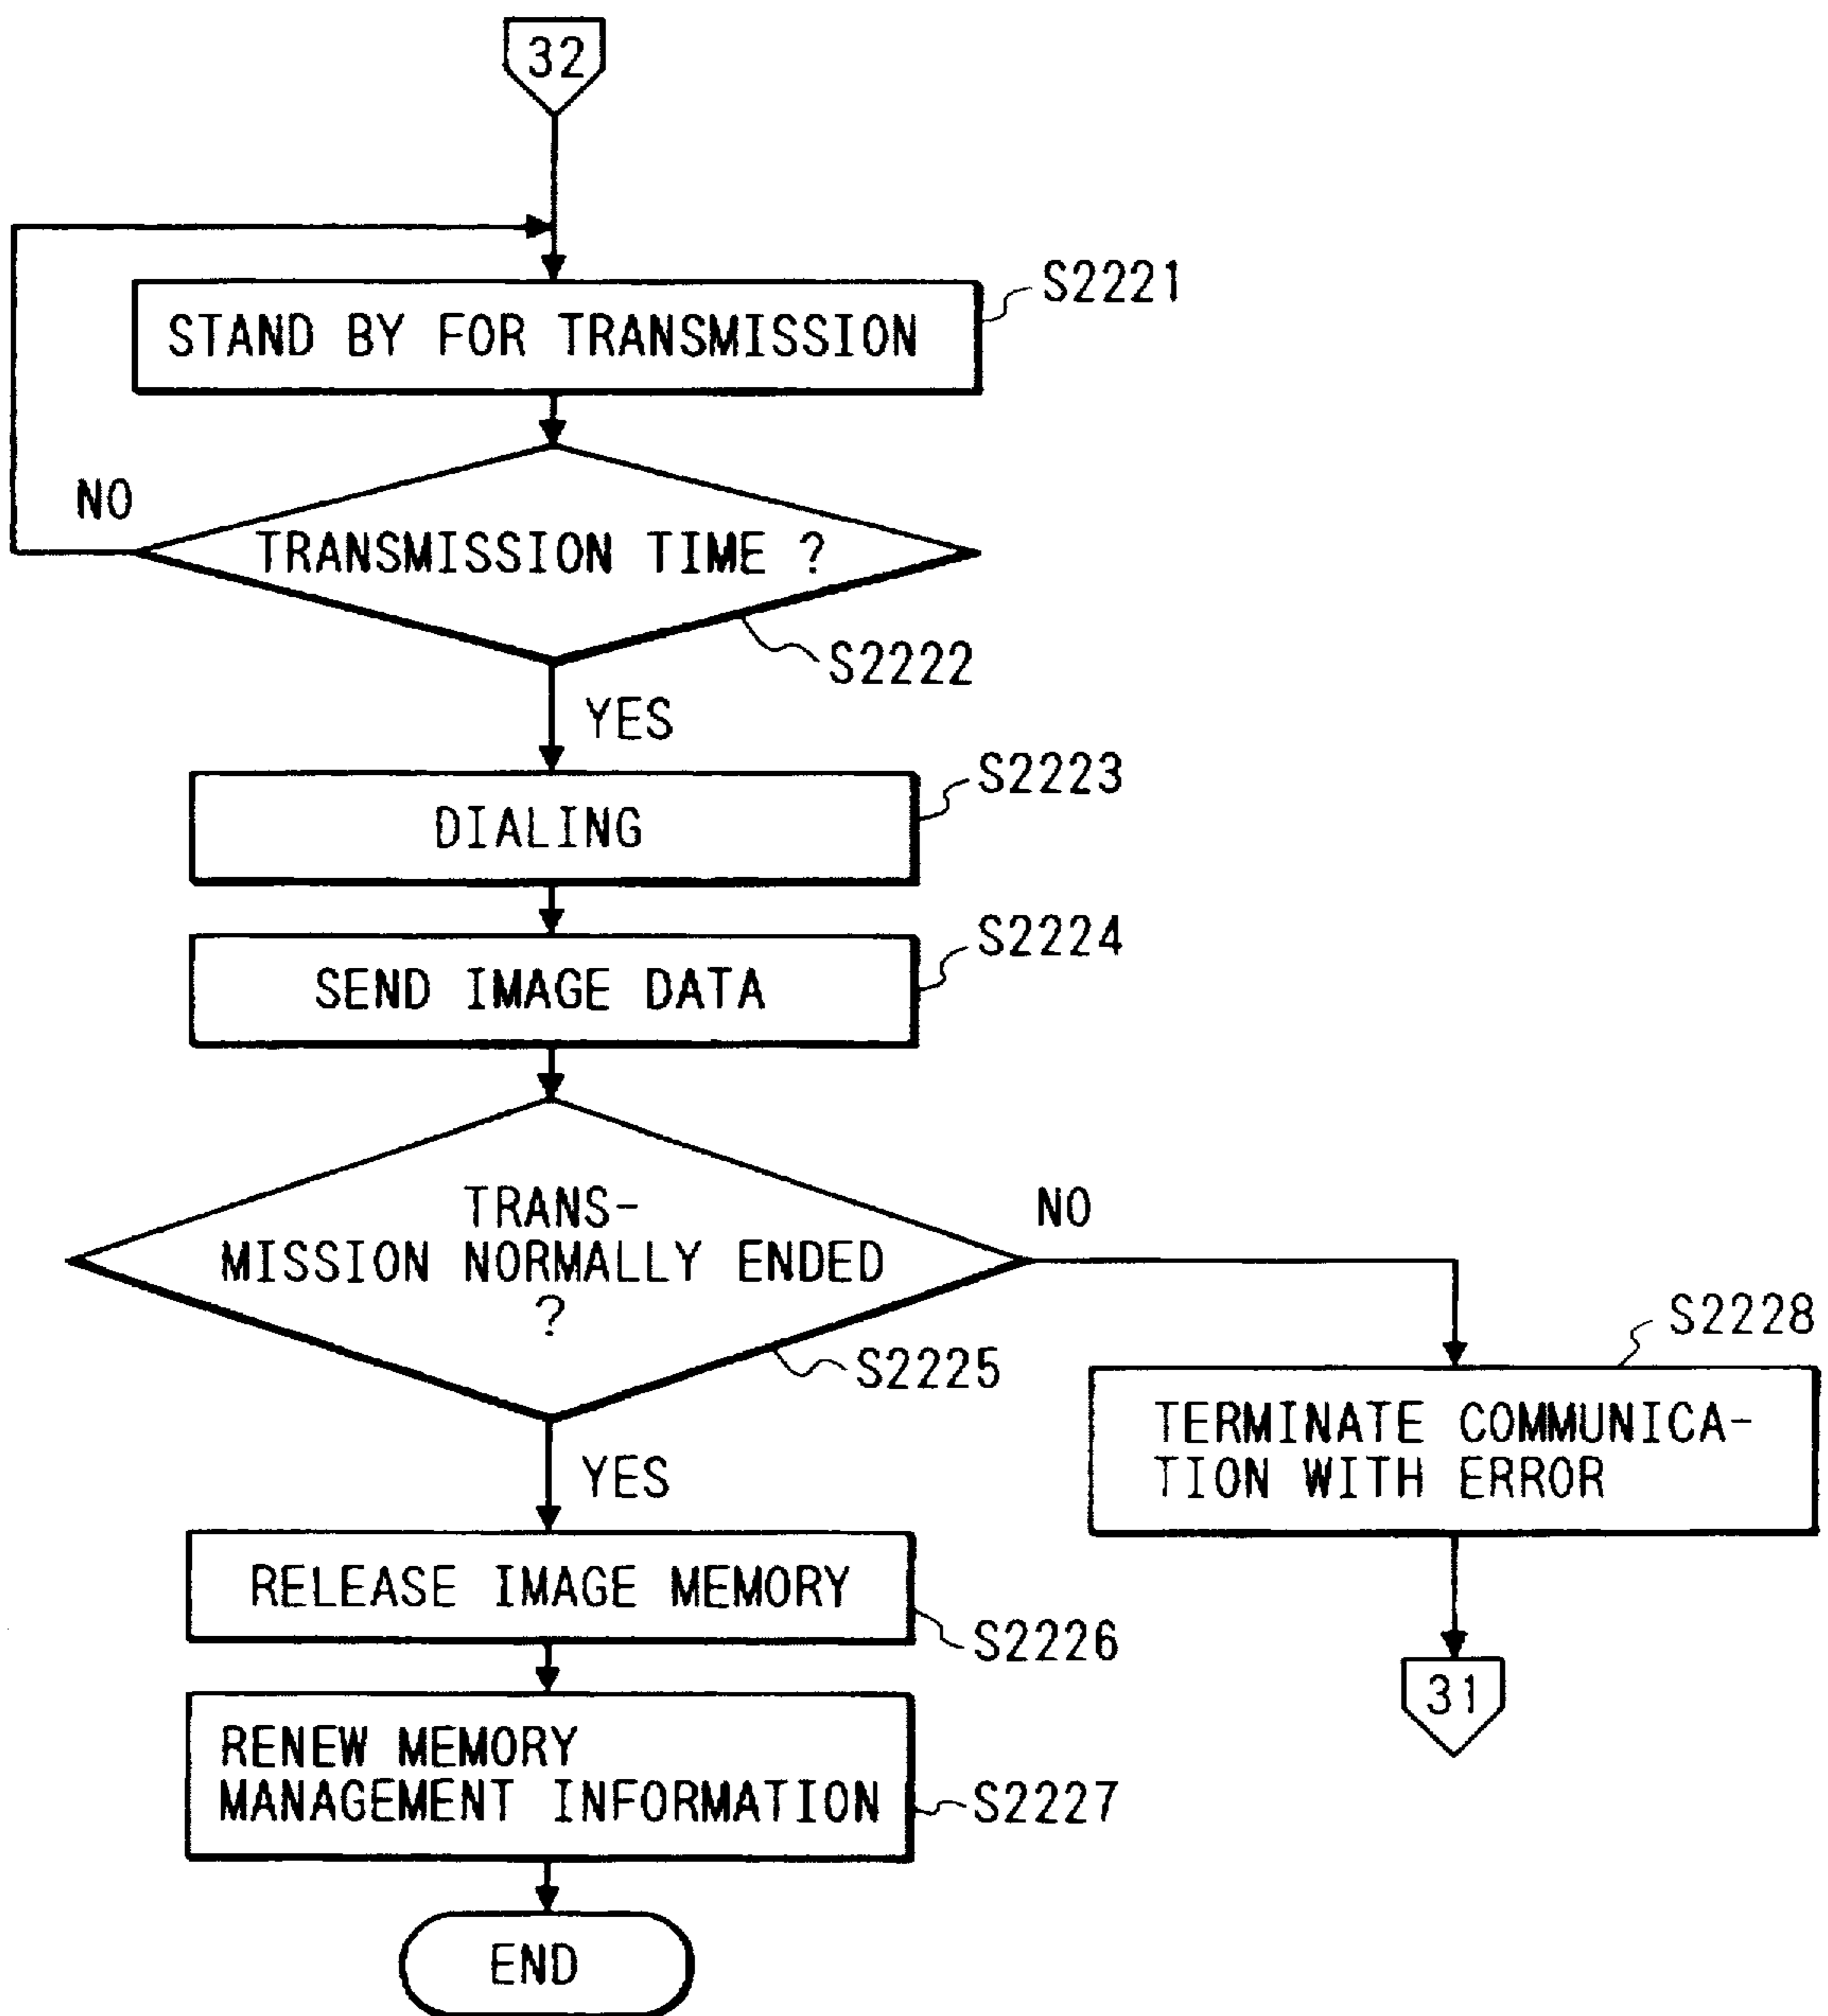 32
S2221
STAND BY FOR TRANSMISSION
NO
TRANSMISSION TIME ?
S2222
YES
S2223
DIALING
S2224
SEND IMAGE DATA
TRANS-
MISSION NORMALLY ENDED
?
NO
S2225
S2228
TERMINATE COMMUNICA-
TION WITH ERROR
YES
RELEASE IMAGE MEMORY
S2226
31
RENEW MEMORY
MANAGEMENT INFORMATION
S2227
END